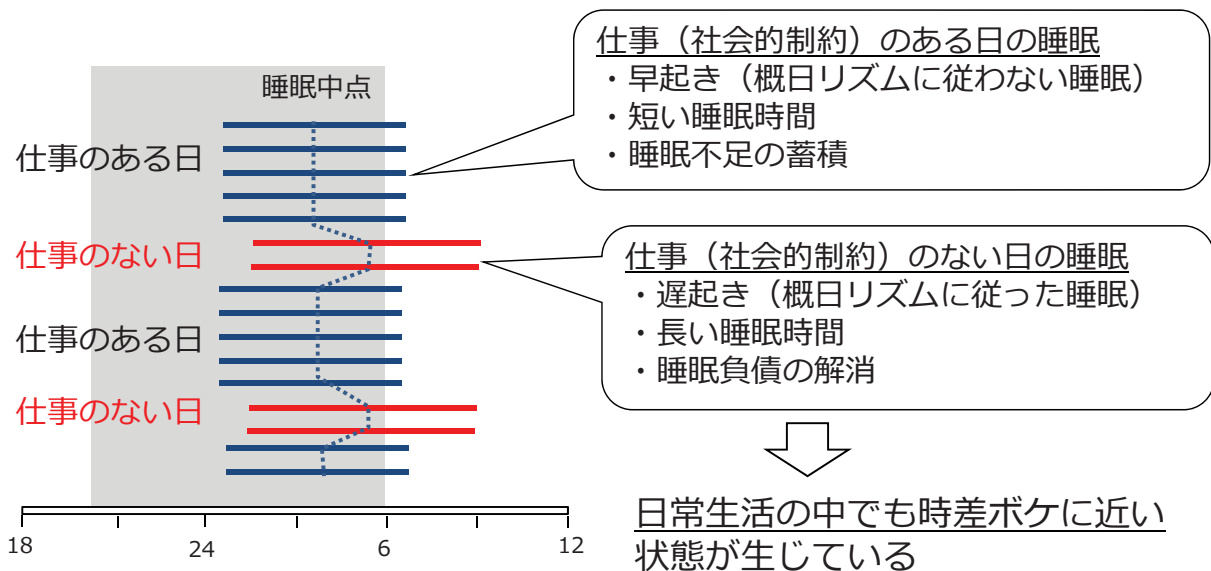 睡眠中点
仕事のある日
仕事のない日
仕事のある日
仕事のない日
18
24
6
12
仕事（社会的制約）のある日の睡眠
・早起き（概日リズムに従わない睡眠）
・短い睡眠時間
・睡眠不足の蓄積
仕事（社会的制約）のない日の睡眠
・遅起き（概日リズムに従った睡眠）
・長い睡眠時間
・睡眠負債の解消
日常生活の中でも時差ボケに近い
状態が生じている